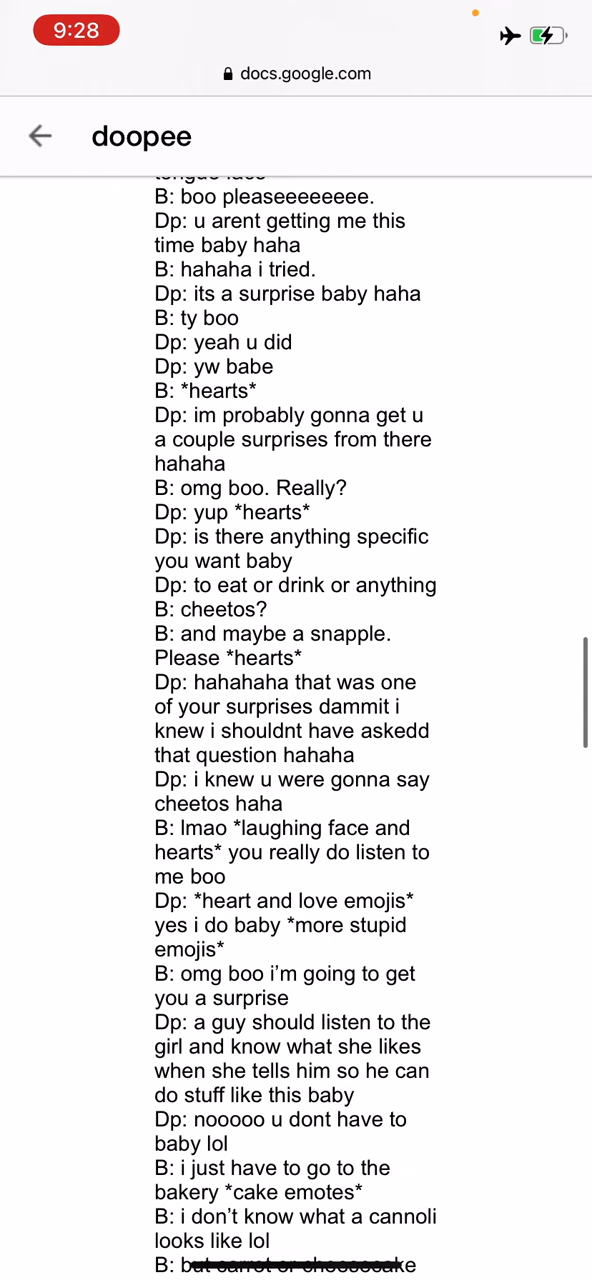 9:28
docs.google.com
doopee
B: boo pleaseeeeeeee.
Dp: u arent getting me this
time baby haha
B: hahaha i tried.
Dp: its a surprise baby haha
B: ty boo
Dp: yeah u did
Dp: yw babe
B: *hearts*
Dp: im probably gonna get u
a couple surprises from there
hahaha
B: omg boo. Really?
Dp: yup *hearts*
Dp: is there anything specific
you want baby
Dp: to eat or drink or anything
B: cheetos?
B: and maybe a snapple.
Please *hearts*
Dp: hahahaha that was one
of your surprises dammit i
knew i shouldnt have askedd
that question hahaha
Dp: i knew u were gonna say
cheetos haha
B: lmao *laughing face and
hearts* you really do listen to
me boo
Dp: *heart and love emojis*
yes i do baby *more stupid
emojis*
B: omg boo i’m going to get
you a surprise
Dp: a guy should listen to the
girl and know what she likes
when she tells him so he can
do stuff like this baby
Dp: nooooo u dont have to
baby lol
B: i just have to go to the
bakery *cake emotes*
B: i don’t know what a cannoli
looks like lol
B: but carrot or cheesecake